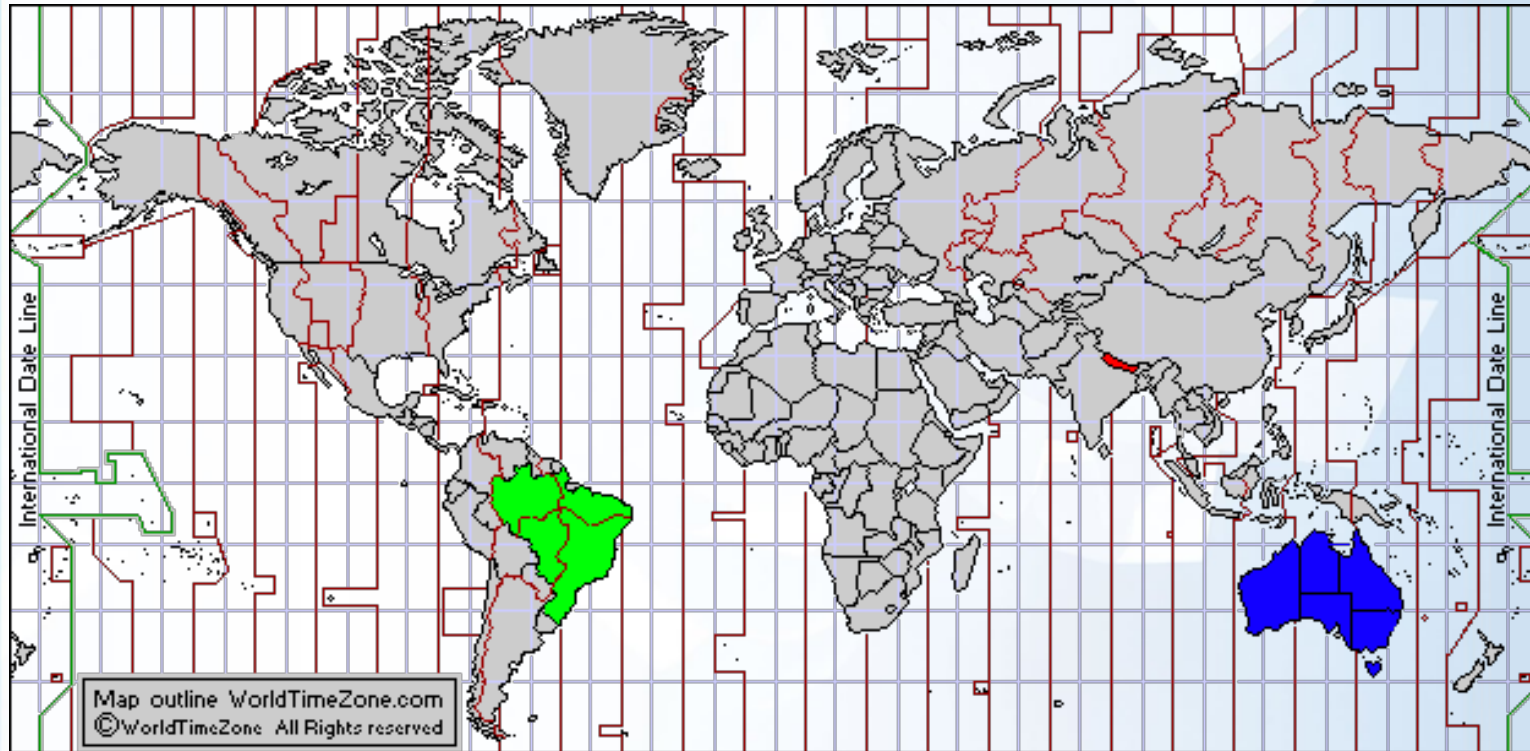 International Date Line
International Date Line
Map outline WorldTimeZone.com
©WorldTimeZone All Rights reserved